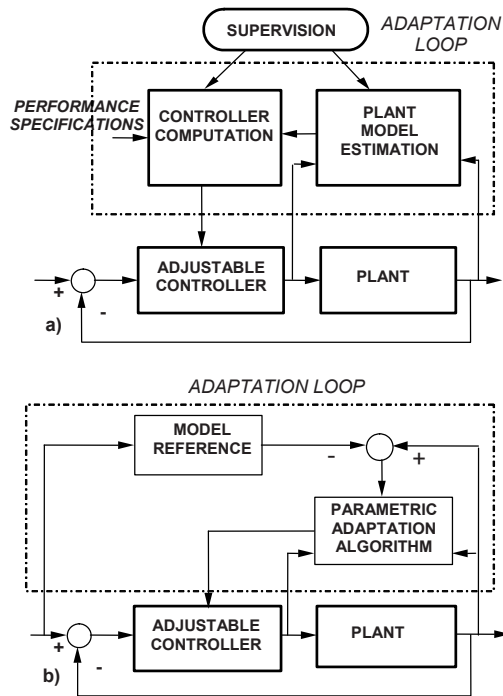 SUPERVISION
ADAPTATION
LOOP
PERFORMANCE
SPECIFICATIONS
CONTROLLER
COMPUTATION
PLANT
MODEL
ESTIMATION
ADJUSTABLE
CONTROLLER
PLANT
+
-
a)
ADAPTATION LOOP
MODEL
REFERENCE
-
+
PARAMETRIC
ADAPTATION
ALGORITHM
ADJUSTABLE
CONTROLLER
PLANT
+
-
b)